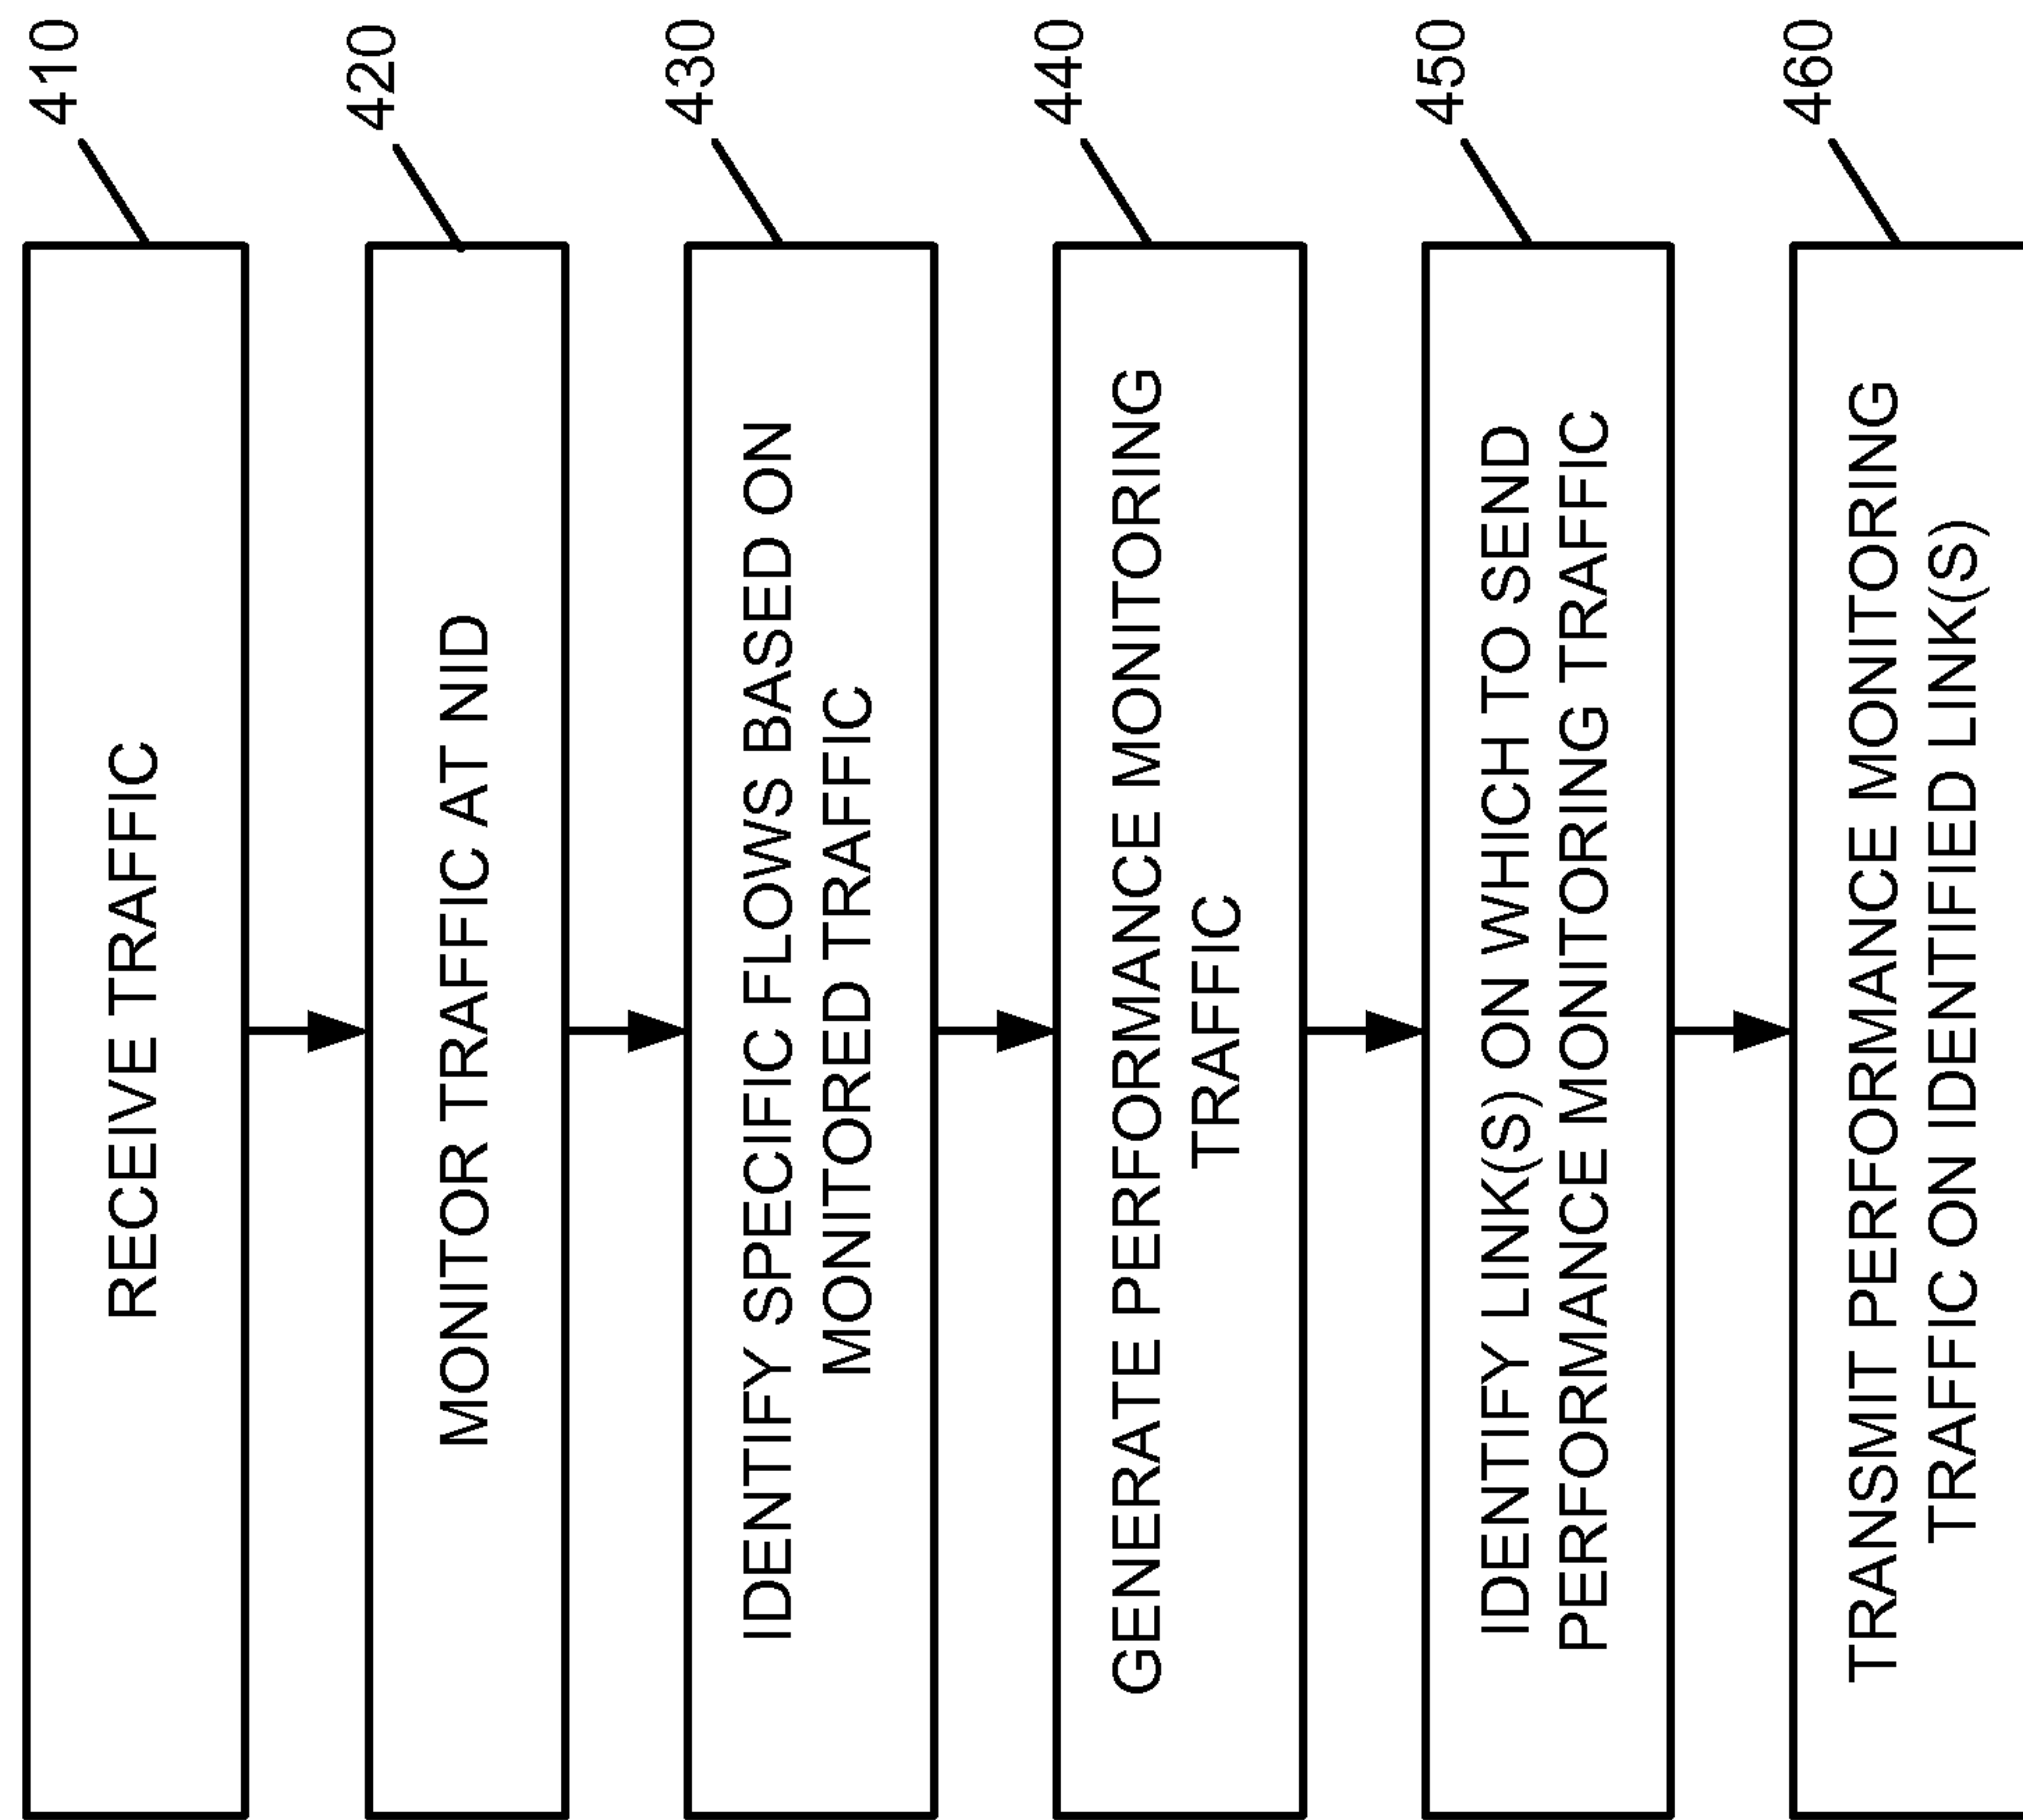 410
RECEIVE TRAFFIC
420
MONITOR TRAFFIC AT NID
430
IDENTIFY SPECIFIC FLOWS BASED ON
MONITORED TRAFFIC
440
GENERATE PERFORMANCE MONITORING
TRAFFIC
450
IDENTIFY LINK(S) ON WHICH TO SEND
PERFORMANCE MONITORING TRAFFIC
460
TRANSMIT PERFORMANCE MONITORING
TRAFFIC ON IDENTIFIED LINK(S)